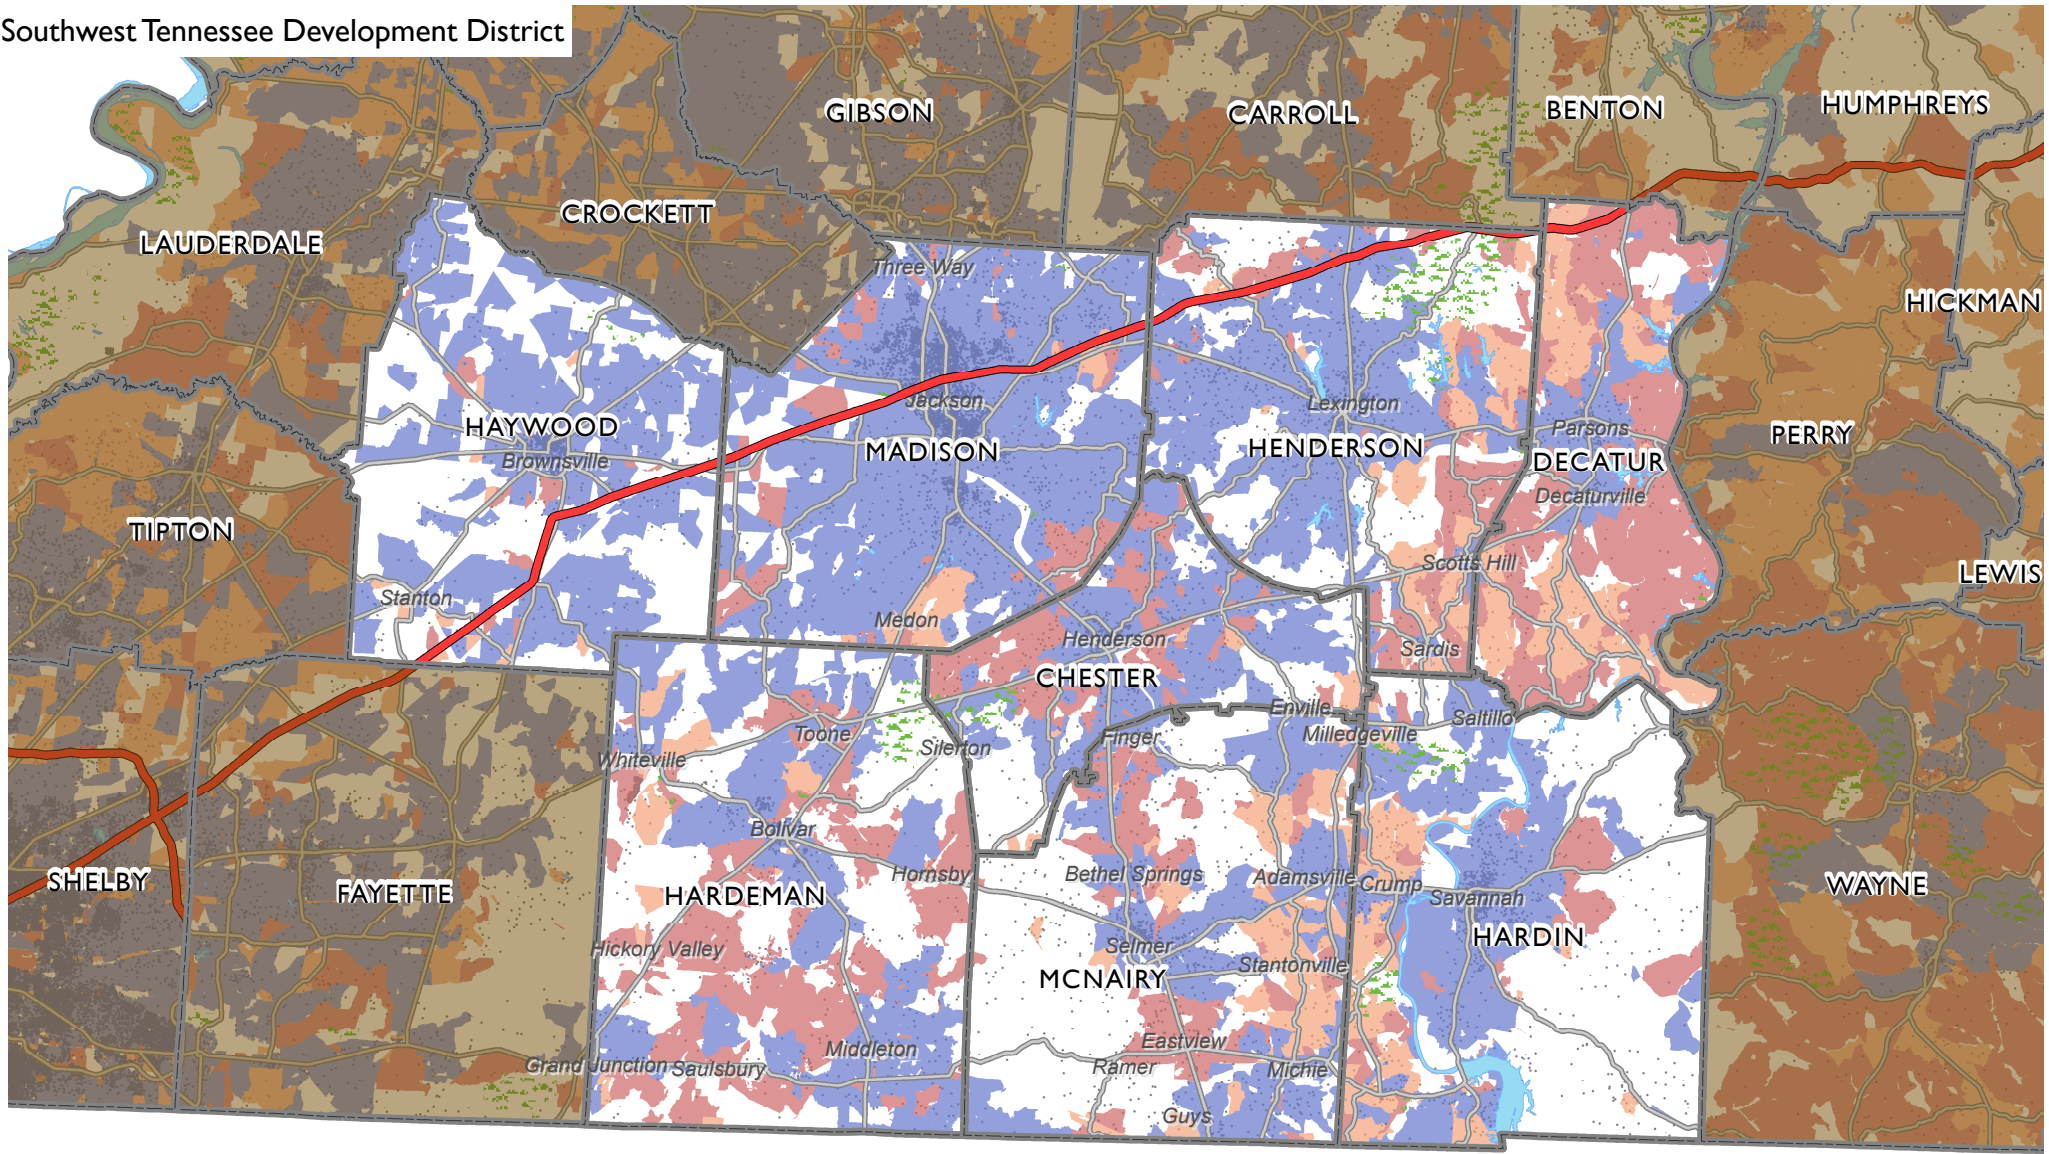 Southwest Tennessee Development District
GIBSON
CARROLL
BENTON
HUMPHREYS
CROCKETT
LAUDERDALE
Three Way
HICKMAN
Jackson
Lexington
HAYWOOD
MADISON
HENDERSON
Parsons
PERRY
Brownsville
DECATUR
Decaturville
TIPTON
Scotts Hill
LEWIS
Stanton
Medon
Henderson
Sardis
CHESTER
Enville
Saltillo
Toone
Silerton
Finger
Milledgeville
Whiteville
Bolivar
SHELBY
FAYETTE
HARDEMAN
Hornsby
Bethel Springs
Adamsville
Crump
Savannah
WAYNE
Hickory Valley
Selmer
HARDIN
MCNAIRY
Stantonville
Middleton
Eastview
Grand Junction
Saulsbury
Ramer
Michie
Guys